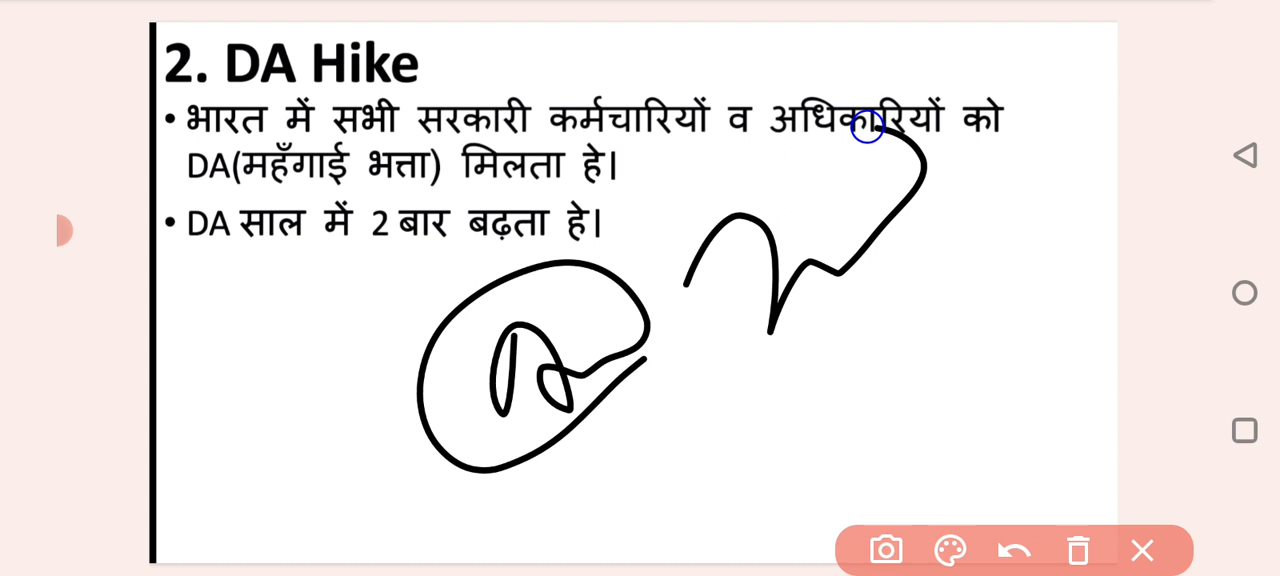 2. DA Hike
• भारत में सभी सरकारी कर्मचारियों व अधिकारियों को
DA(महँगाई भत्ता) मिलता हे।
• DA साल में 2 बार बढ़ता हे।